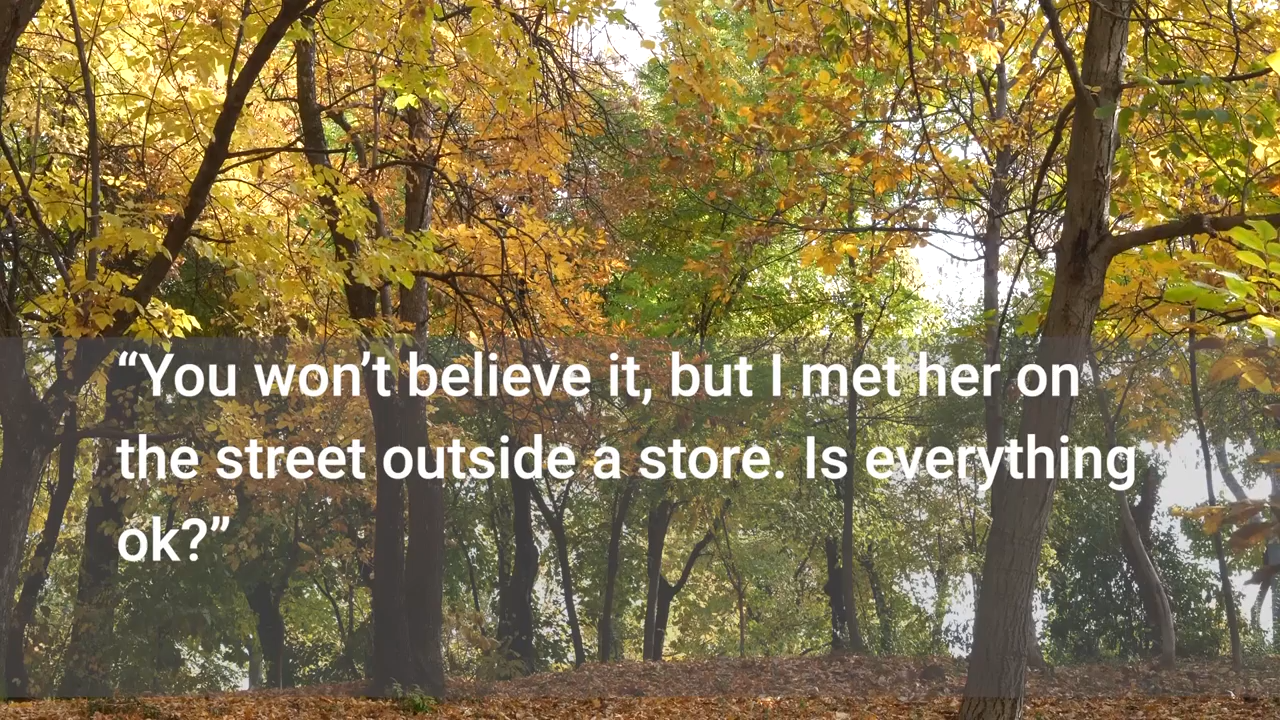 “You won’t believe it, but I met her on
the street outside a store. Is everything
ok?”